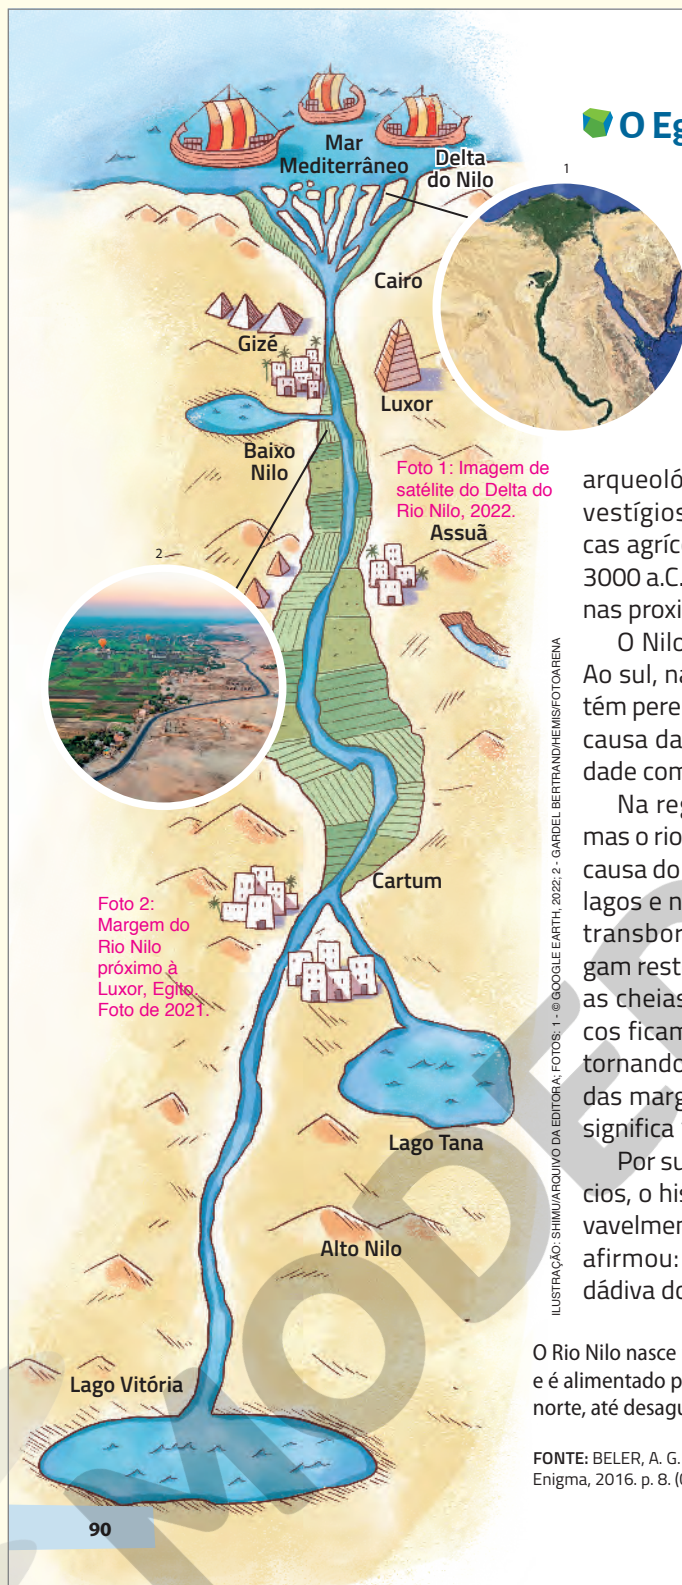 O Eg
Mar
Mediterrâneo
Delta
do Nilo
1
Cairo
Gizé
Luxor
Baixo
Nilo
Foto 1: Imagem de
satélite do Delta do
Rio Nilo, 2022.
Assuã
2
Cartum
Foto 2:
Margem do
Rio Nilo
próximo à
Luxor, Egito.
Foto de 2021.
Lago Tana
Alto Nilo
Lago Vitória
90
ILUSTRAÇÃO: SHIMU/ARQUIVO DA EDITORA; FOTOS: 1 - © GOOGLE EARTH, 2022; 2 - GARDEL BERTRAND/HEMIS/FOTOARENA
arqueoló
vestígios
cas agríc
3000 a.C.
nas proxi
O Nilo
Ao sul, na
tém pere
causa da
dade com
Na reg
mas o rio
causa do
lagos e n
transbor
gam rest
as cheias
cos ficam
tornando
das marg
significa
Por su
cios, o his
vavelmen
afirmou:
dádiva do
O Rio Nilo nasce
e é alimentado p
norte, até desagu
FONTE: BELER, A. G.
Enigma, 2016. p. 8. (
MODE